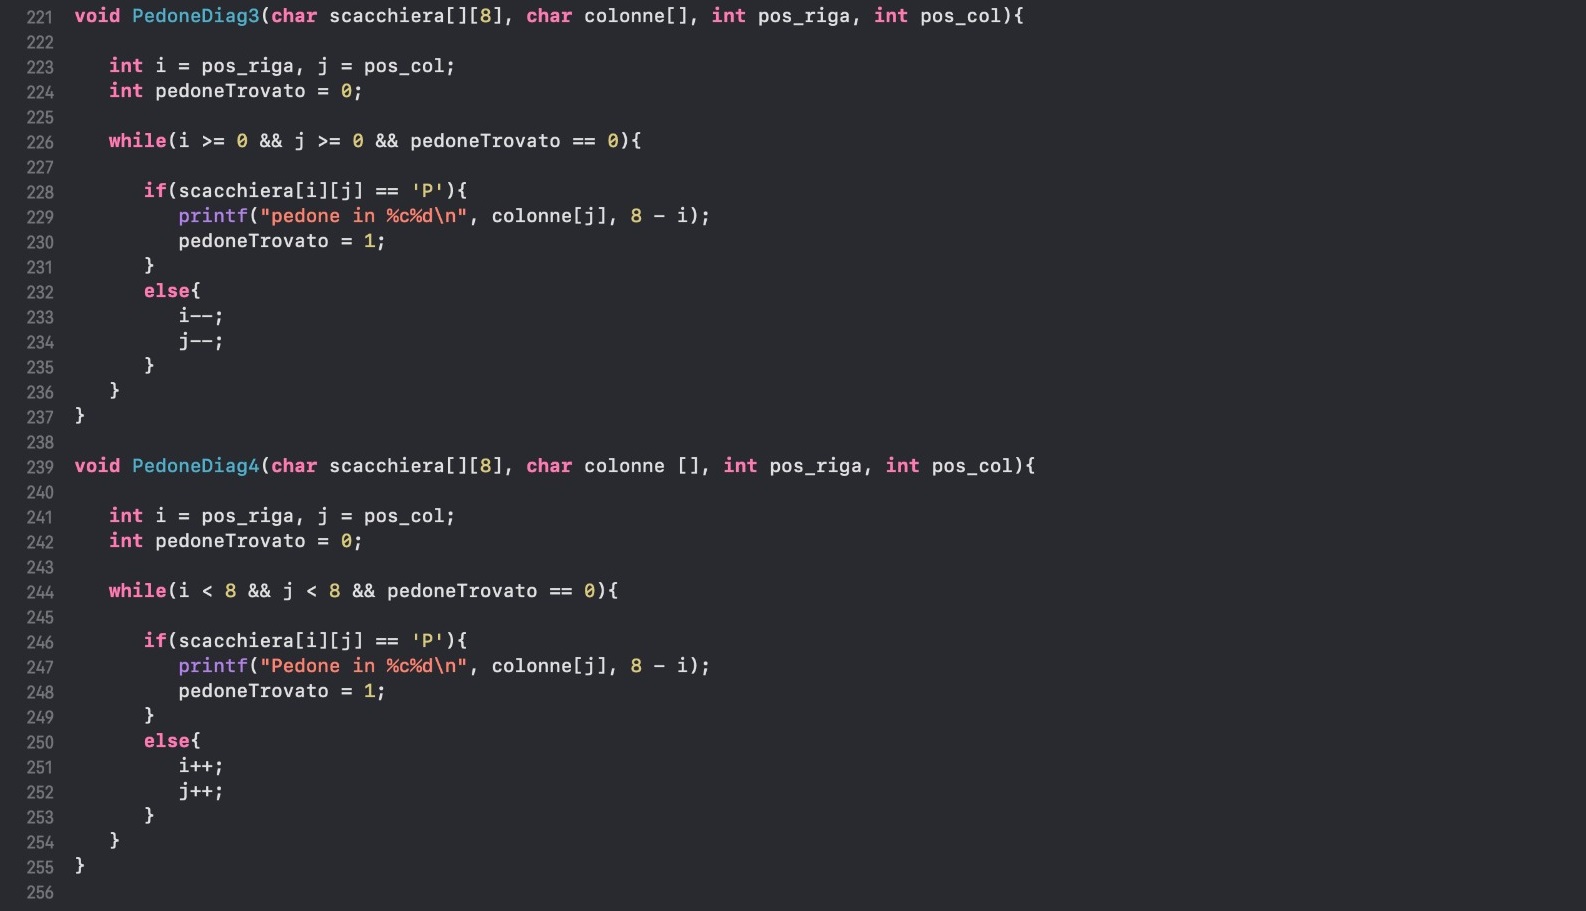 221 void PedoneDiag3(char scacchiera[][8], char colonne[], int pos_riga, int pos_col){
222
223    int i = pos_riga, j = pos_col;
224    int pedoneTrovato = 0;
225
226    while(i >= 0 && j >= 0 && pedoneTrovato == 0){
227
228       if(scacchiera[i][j] == 'P'){
229          printf("pedone in %c%d\n", colonne[j], 8 - i);
230          pedoneTrovato = 1;
231       }
232       else{
233          i--;
234          j--;
235       }
236    }
237 }
238
239 void PedoneDiag4(char scacchiera[][8], char colonne [], int pos_riga, int pos_col){
240
241    int i = pos_riga, j = pos_col;
242    int pedoneTrovato = 0;
243
244    while(i < 8 && j < 8 && pedoneTrovato == 0){
245
246       if(scacchiera[i][j] == 'P'){
247          printf("Pedone in %c%d\n", colonne[j], 8 - i);
248          pedoneTrovato = 1;
249       }
250       else{
251          i++;
252          j++;
253       }
254    }
255 }
256